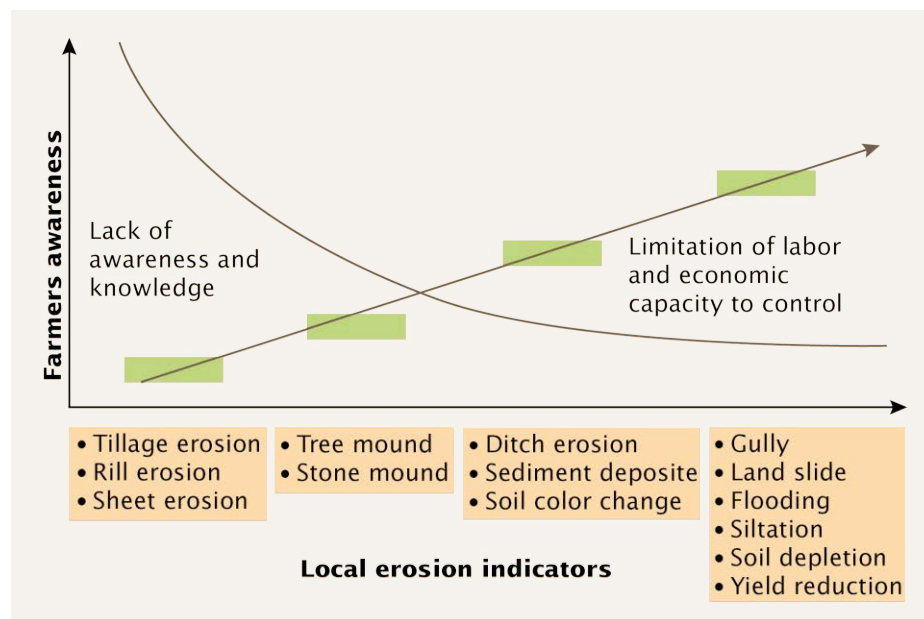 Farmers awareness
Lack of
awareness and
knowledge
Limitation of labor
and economic
capacity to control
• Tillage erosion
• Rill erosion
• Sheet erosion
• Tree mound
• Stone mound
• Ditch erosion
• Sediment deposite
• Soil color change
• Gully
• Land slide
• Flooding
• Siltation
• Soil depletion
• Yield reduction
Local erosion indicators